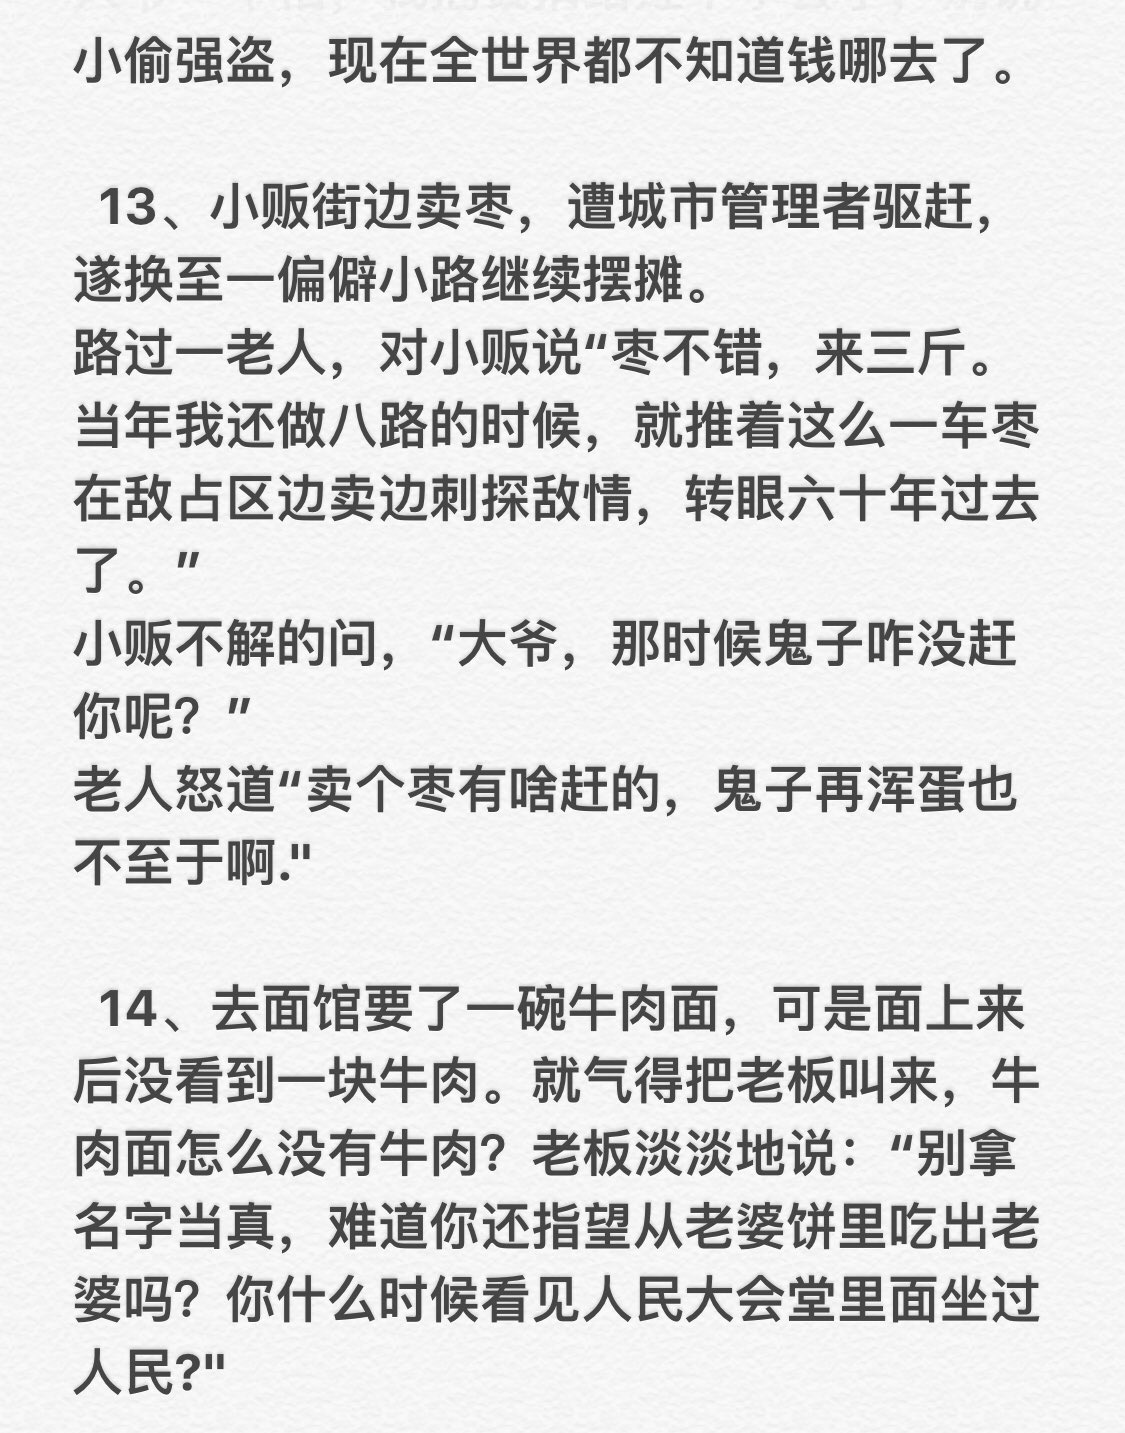 小偷强盗，现在全世界都不知道钱哪去了。
13、小贩街边卖枣，遭城市管理者驱赶，
遂换至一偏僻小路继续摆摊。
路过一老人，对小贩说“枣不错，来三斤。
当年我还做八路的时候，就推着这么一车枣
在敌占区边卖边刺探敌情，转眼六十年过去
了。”
小贩不解的问，“大爷，那时候鬼子咋没赶
你呢？”
老人怒道“卖个枣有啥赶的，鬼子再浑蛋也
不至于啊."
14、去面馆要了一碗牛肉面，可是面上来
后没看到一块牛肉。就气得把老板叫来，牛
肉面怎么没有牛肉？老板淡淡地说：“别拿
名字当真，难道你还指望从老婆饼里吃出老
婆吗？你什么时候看见人民大会堂里面坐过
人民?"